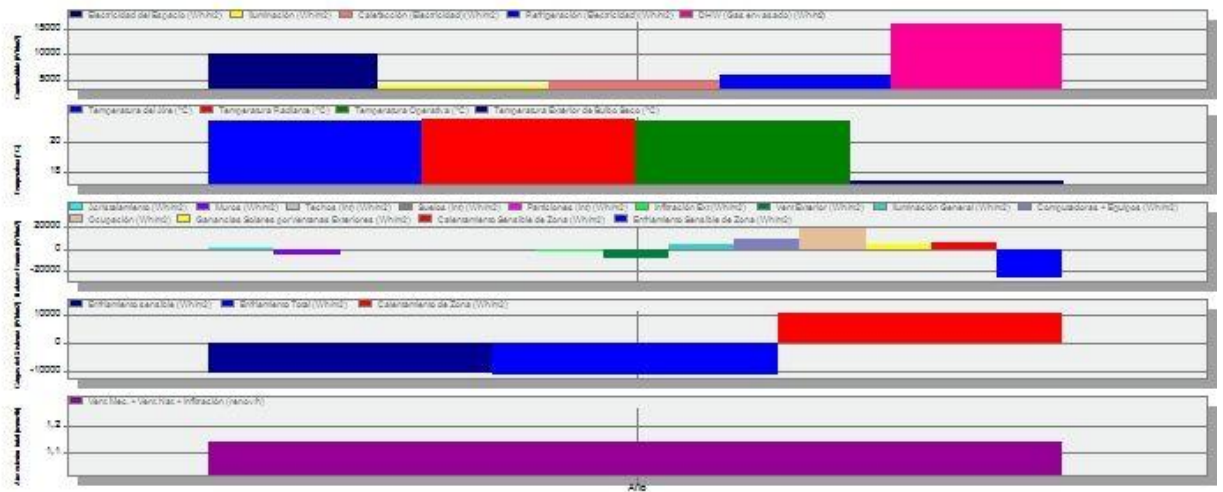 Electricidad del Espacio (Wh/m2) Iluminación (Wh/m2) Calefacción (Electricidad) (Wh/m2) Refrigeración (Electricidad) (Wh/m2) DHW (Gas envasado) (Wh/m2)
15000
10000
5000
Temperatura del Aire (°C) Temperatura Radiante (°C) Temperatura Operativa (°C) Temperatura Exterior de Bulbo Seco (°C)
20
Acristalamiento (Wh/m2) Muros (Wh/m2) Techos (Int) (Wh/m2) Suelos (Int) (Wh/m2) Particiones (Int) (Wh/m2) Infiltración Ext (Wh/m2) Vent Exterior (Wh/m2) Iluminación General (Wh/m2) Computadoras + Equipos (Wh/m2)
Ocupación (Wh/m2) Ganancias Solares por Ventanas Exteriores (Wh/m2) Calentamiento Sensible de Zona (Wh/m2) Enfriamiento Sensible de Zona (Wh/m2)
20000
0
-20000
Enfriamiento sensible (Wh/m2) Enfriamiento Total (Wh/m2) Calentamiento de Zona (Wh/m2)
10000
0
-10000
Vent Mec. + Vent Nat + Infiltración (renov/h)
1,2
1,1
Año